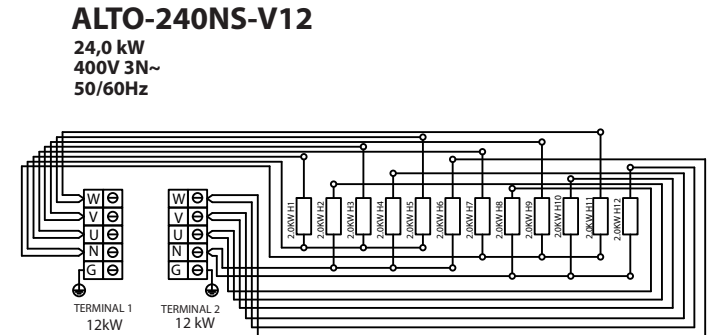 ALTO-240NS-V12
24,0 kW
400V 3N~
50/60Hz
2.0KW H1
2.0KW H2
2.0KW H3
2.0KW H4
2.0KW H5
2.0KW H6
2.0KW H7
2.0KW H8
2.0KW H9
2.0KW H10
2.0KW H11
2.0KW H12
W
V
U
N
G
W
V
U
N
G
TERMINAL 1
12kW
TERMINAL 2
12 kW